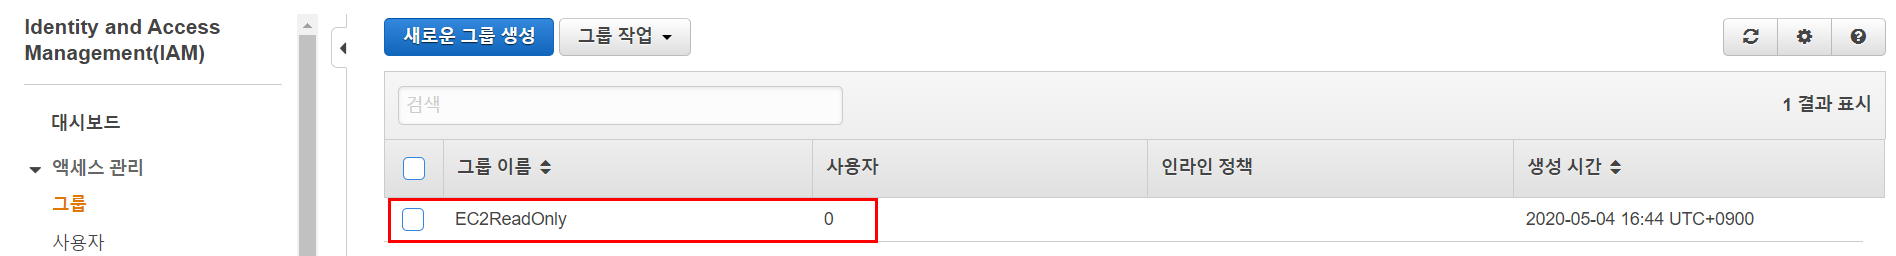 Identity and Access
Management(IAM)
대시보드
액세스 관리
그룹
사용자
새로운 그룹 생성
그룹 작업
검색
1 결과 표시
그룹 이름
사용자
인라인 정책
생성 시간
EC2ReadOnly
0
2020-05-04 16:44 UTC+0900